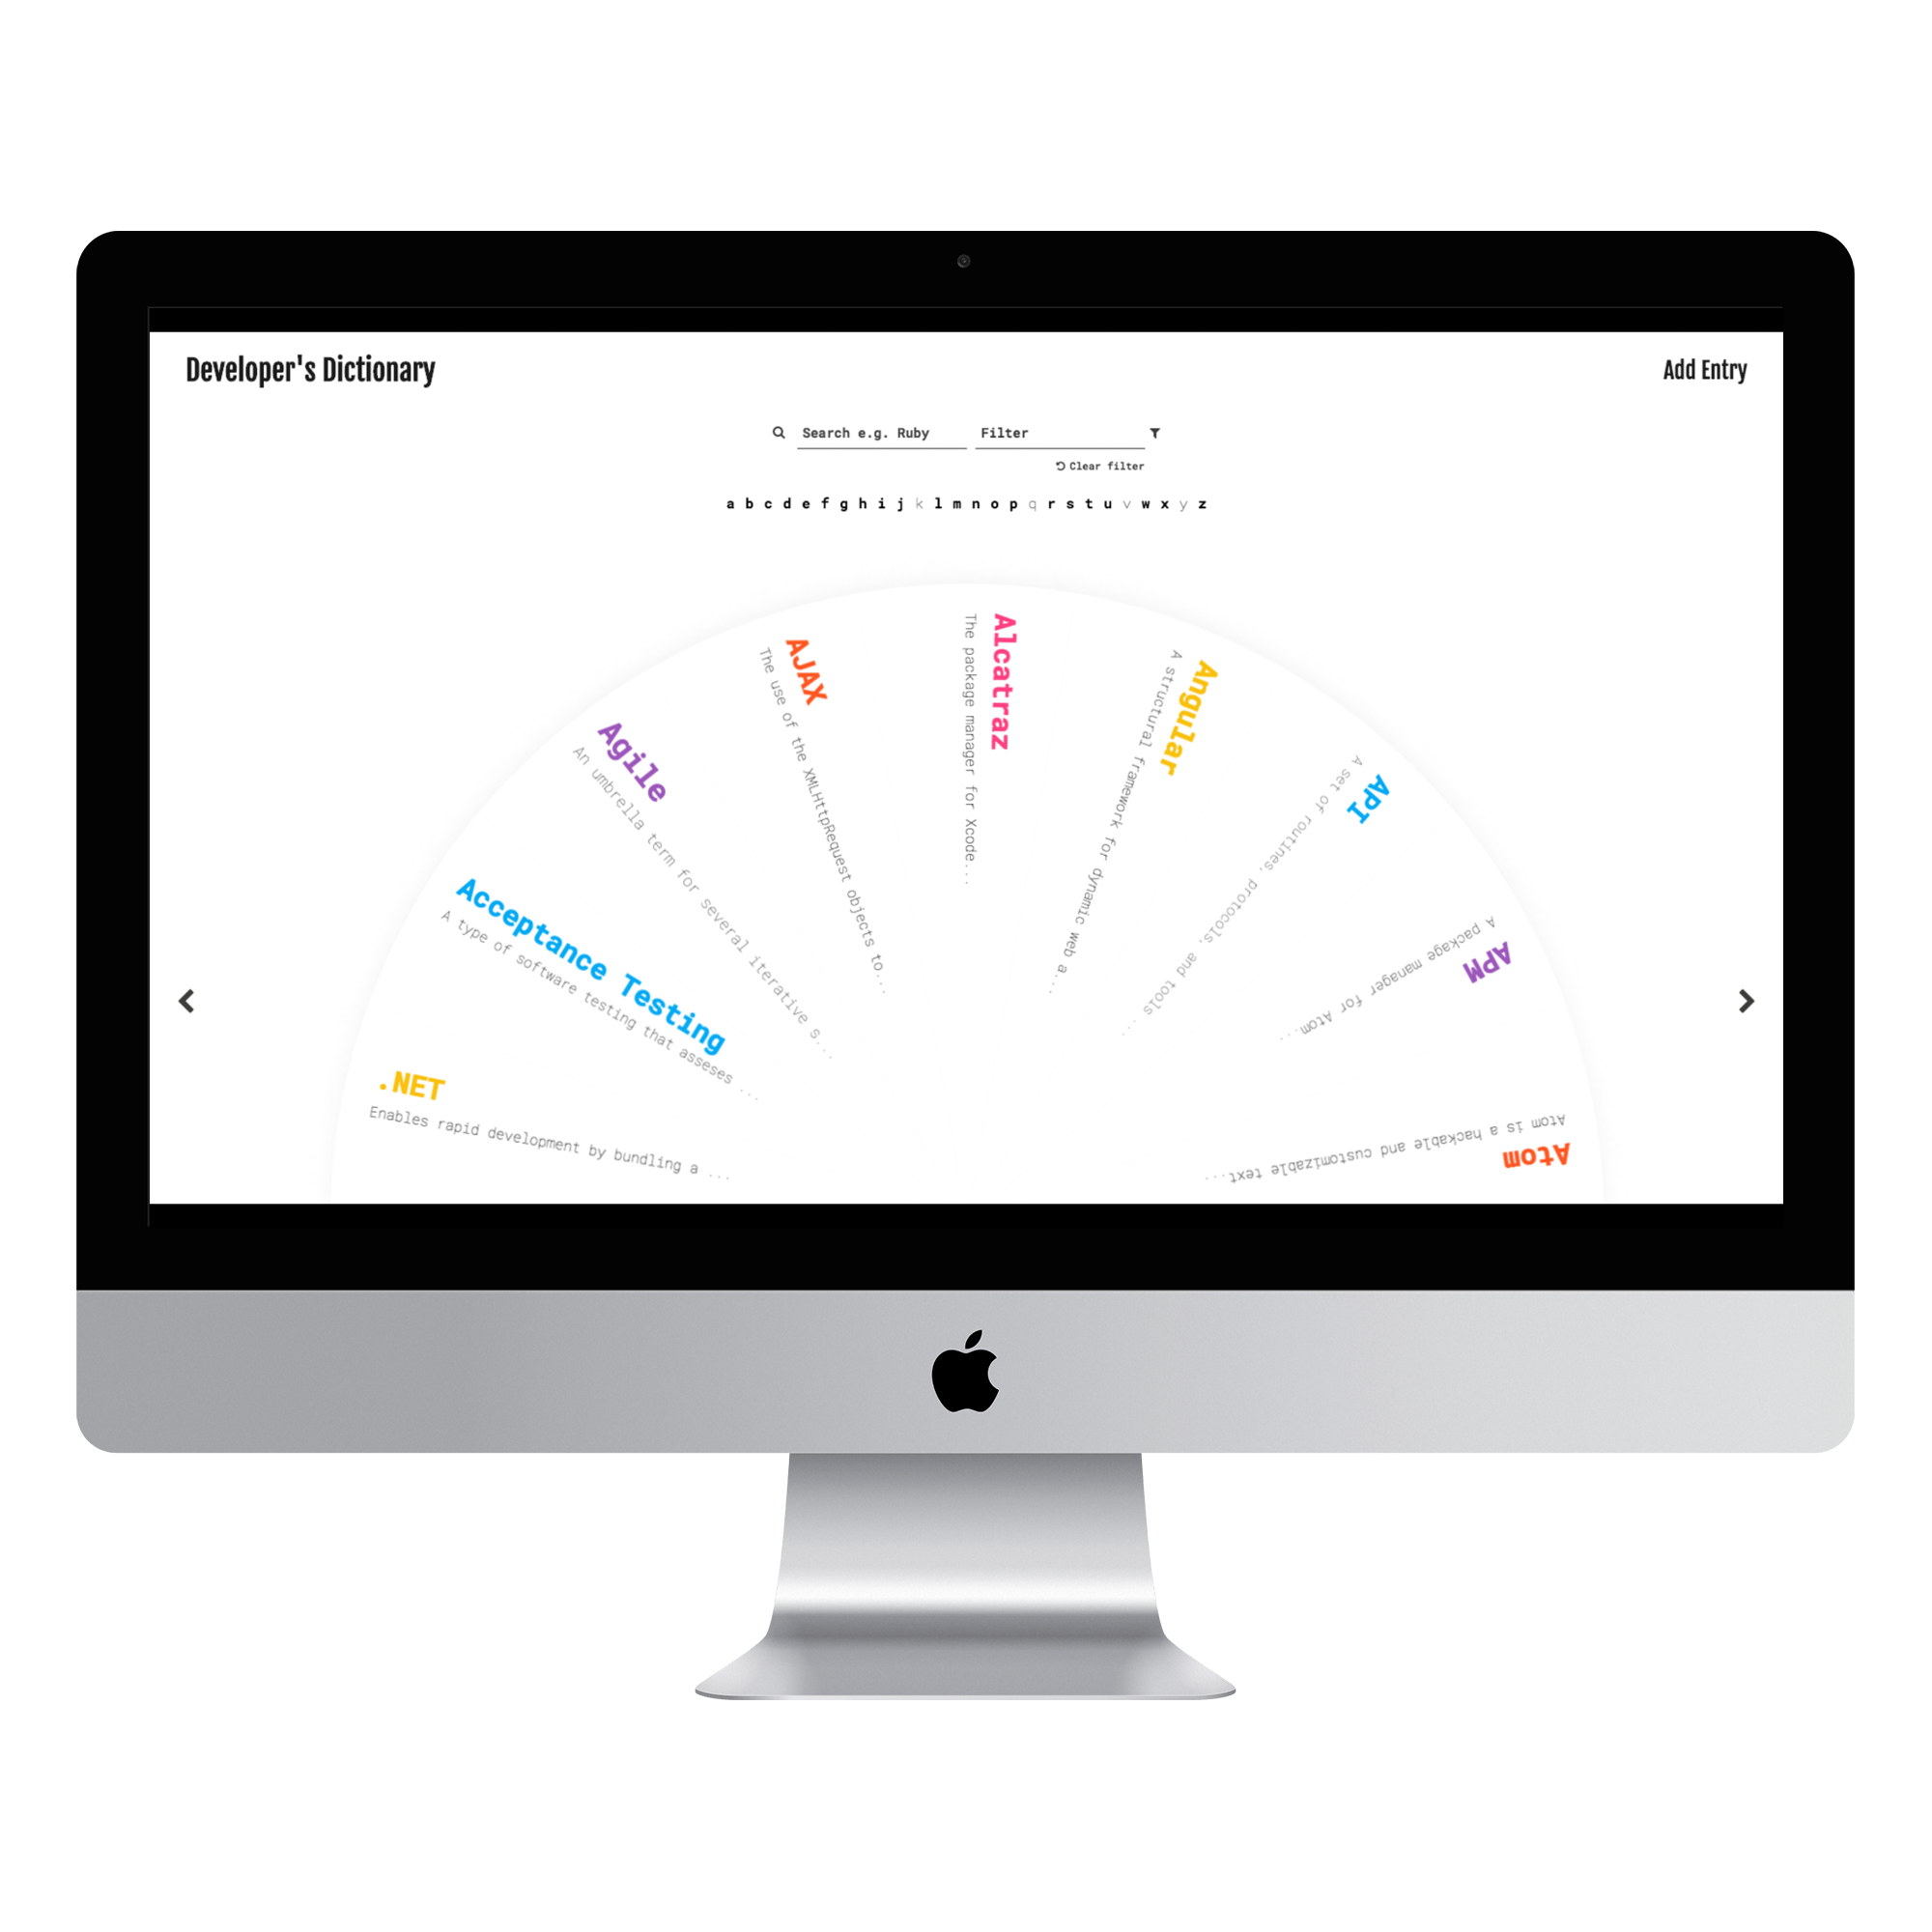 Developer's Dictionary
Add Entry
Search e.g. Ruby
Filter
Clear filter
a b c d e f g h i j k l m n o p q r s t u v w x y z
.NET
Enables rapid development by bundling a ...
Acceptance Testing
A type of software testing that asseses ...
Agile
An umbrella term for several iterative s...
AJAX
The use of the XMLHttpRequest objects to...
Alcatraz
The package manager for Xcode...
Angular
A structural framework for dynamic web a...
API
A set of routines, protocols, and tools ...
APM
A package manager for Atom...
Atom
Atom is a hackable and customizable text...